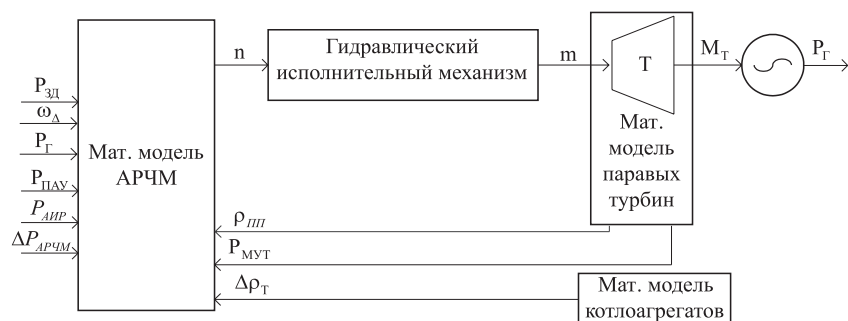 P_ЗД
ω_Δ
P_Г
P_ПАУ
P_АИР
ΔP_АРЧМ
Мат. модель
АРЧМ
n
Гидравлический
исполнительный механизм
m
T
Мат.
модель
паравых
турбин
M_T
P_Г
ρ_ПП
P_МУТ
Δρ_T
Мат. модель
котлоагрегатов